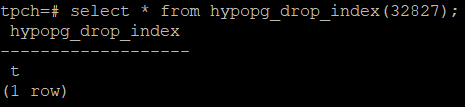 tpch=# select * from hypopg_drop_index(32827);
 hypopg_drop_index
-------------------
 t
(1 row)